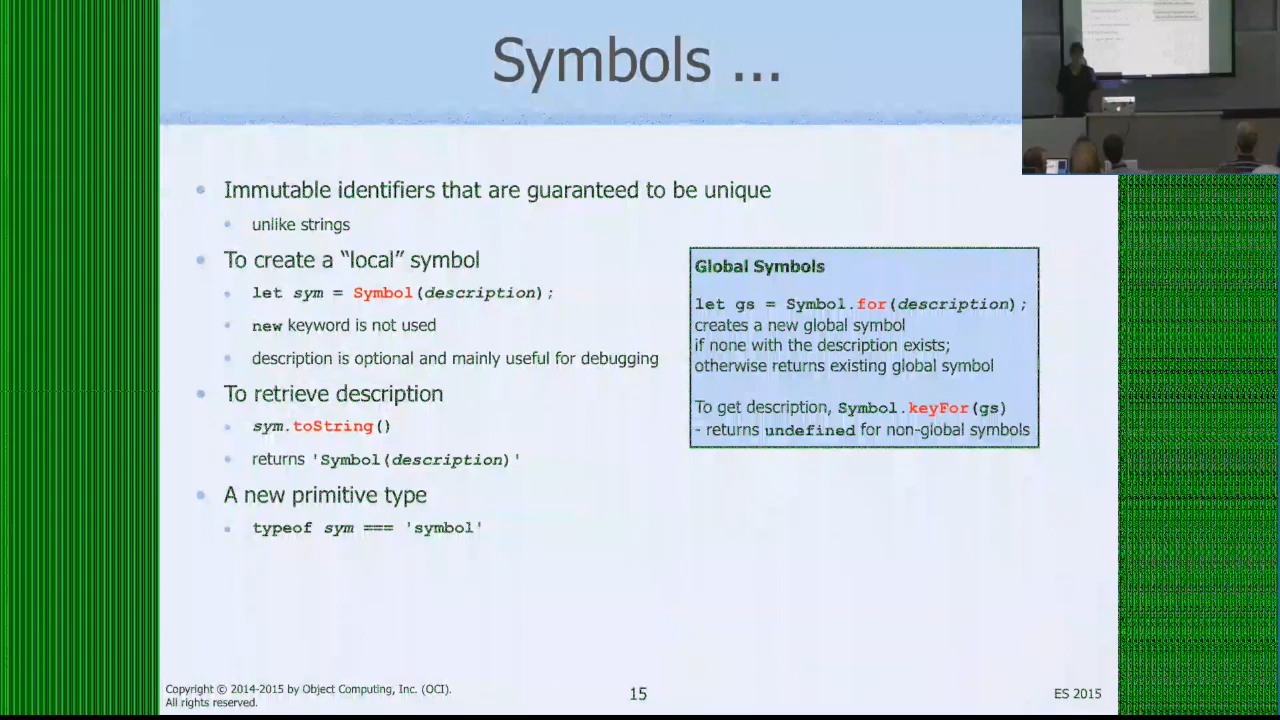 Symbols ...
Immutable identifiers that are guaranteed to be unique
unlike strings
To create a “local” symbol
let sym = Symbol(description);
new keyword is not used
description is optional and mainly useful for debugging
To retrieve description
sym.toString()
returns 'Symbol(description)'
A new primitive type
typeof sym === 'symbol'
Global Symbols
let gs = Symbol.for(description);
creates a new global symbol
if none with the description exists;
otherwise returns existing global symbol
To get description, Symbol.keyFor(gs)
- returns undefined for non-global symbols
Copyright © 2014-2015 by Object Computing, Inc. (OCI).
All rights reserved.
15
ES 2015